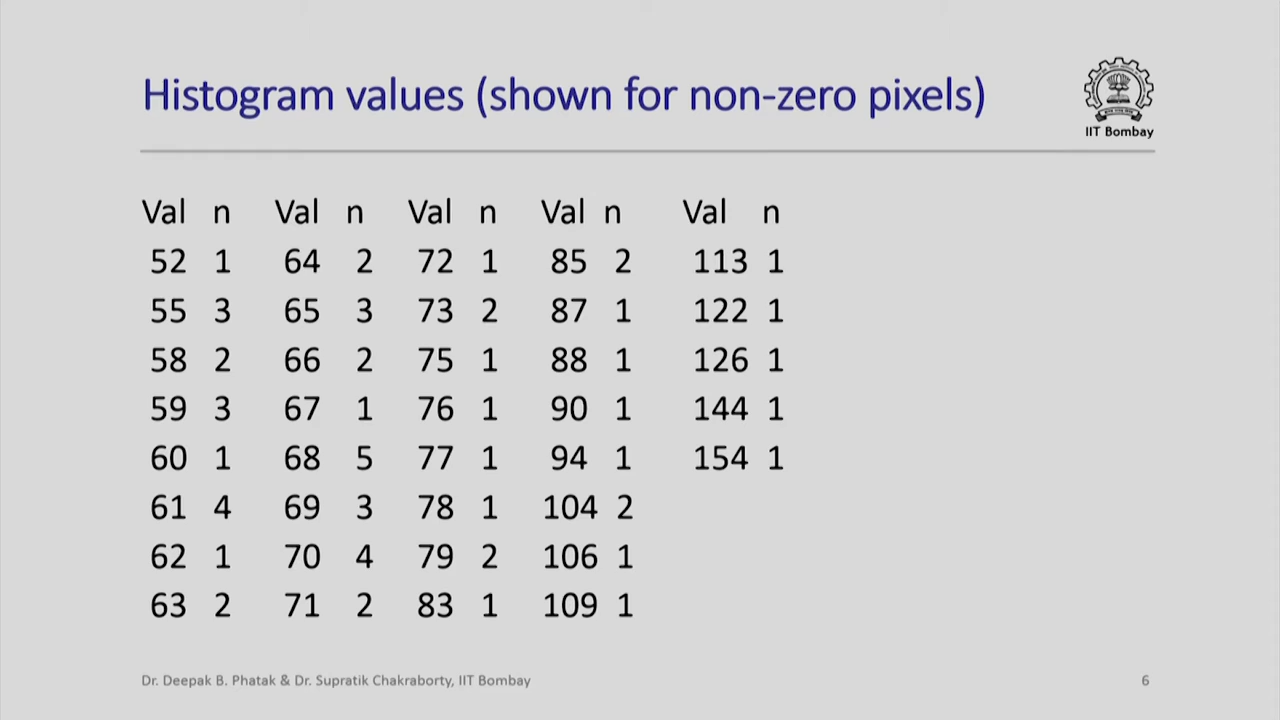 Histogram values (shown for non-zero pixels)
IIT Bombay
Val n Val n Val n Val n Val n
52 1 64 2 72 1 85 2 113 1
55 3 65 3 73 2 87 1 122 1
58 2 66 2 75 1 88 1 126 1
59 3 67 1 76 1 90 1 144 1
60 1 68 5 77 1 94 1 154 1
61 4 69 3 78 1 104 2
62 1 70 4 79 2 106 1
63 2 71 2 83 1 109 1
Dr. Deepak B. Phatak & Dr. Supratik Chakraborty, IIT Bombay 6